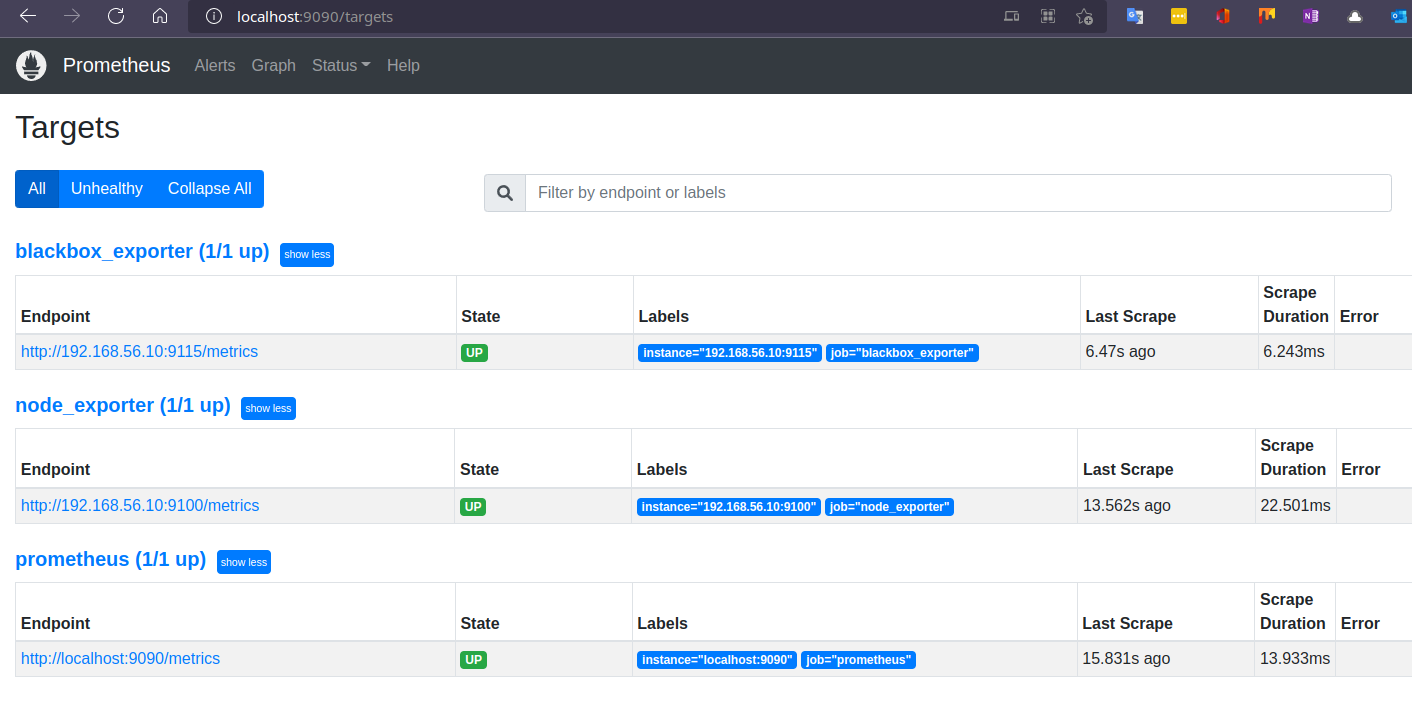 localhost:9090/targets
Prometheus Alerts Graph Status Help
Targets
All Unhealthy Collapse All Filter by endpoint or labels
blackbox_exporter (1/1 up) show less
Endpoint State Labels Last Scrape Scrape Duration Error
http://192.168.56.10:9115/metrics UP instance="192.168.56.10:9115" job="blackbox_exporter" 6.47s ago 6.243ms
node_exporter (1/1 up) show less
Endpoint State Labels Last Scrape Scrape Duration Error
http://192.168.56.10:9100/metrics UP instance="192.168.56.10:9100" job="node_exporter" 13.562s ago 22.501ms
prometheus (1/1 up) show less
Endpoint State Labels Last Scrape Scrape Duration Error
http://localhost:9090/metrics UP instance="localhost:9090" job="prometheus" 15.831s ago 13.933ms